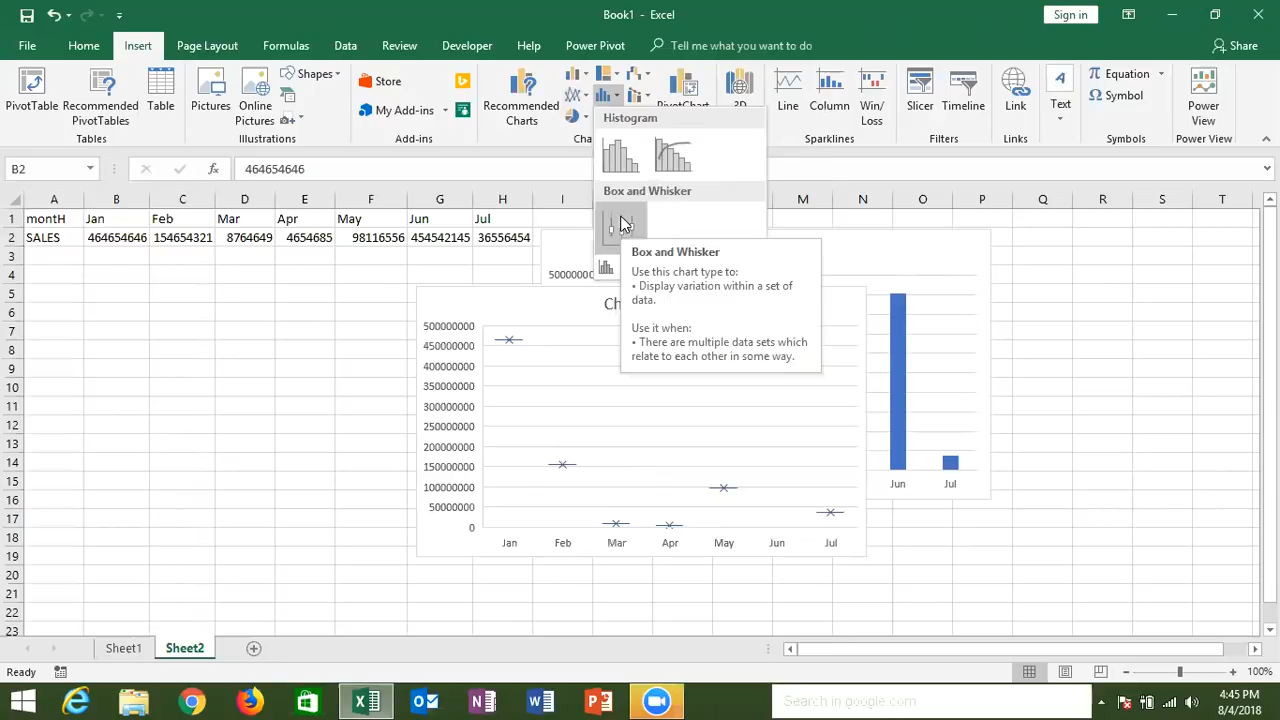 Book1 - Excel
Sign in
File
Home
Insert
Page Layout
Formulas
Data
Review
Developer
Help
Power Pivot
Tell me what you want to do
Share
PivotTable
Recommended
PivotTables
Table
Tables
Pictures
Online
Pictures
Shapes
Illustrations
Store
My Add-ins
Add-ins
Recommended
Charts
PivotChart
3D
Line
Column
Win/
Loss
Sparklines
Slicer
Timeline
Filters
Link
Links
Text
Equation
Symbol
Symbols
Power
View
Power View
B2
464654646
Histogram
Box and Whisker
Box and Whisker
Use this chart type to:
• Display variation within a set of
data.
Use it when:
• There are multiple data sets which
relate to each other in some way.
A B C D E F G H I M N O P Q R S T
1 montH Jan Feb Mar Apr May Jun Jul
2 SALES 464654646 154654321 8764649 4654685 98116556 454542145 36556454
3
4
5
6
7
8
9
10
11
12
13
14
15
16
17
18
19
20
21
22
23
Ch
500000000
450000000
400000000
350000000
300000000
250000000
200000000
150000000
100000000
50000000
0
Jan Feb Mar Apr May Jun Jul
Jun Jul
Sheet1
Sheet2
Ready
100%
Search in google.com
4:45 PM
8/4/2018